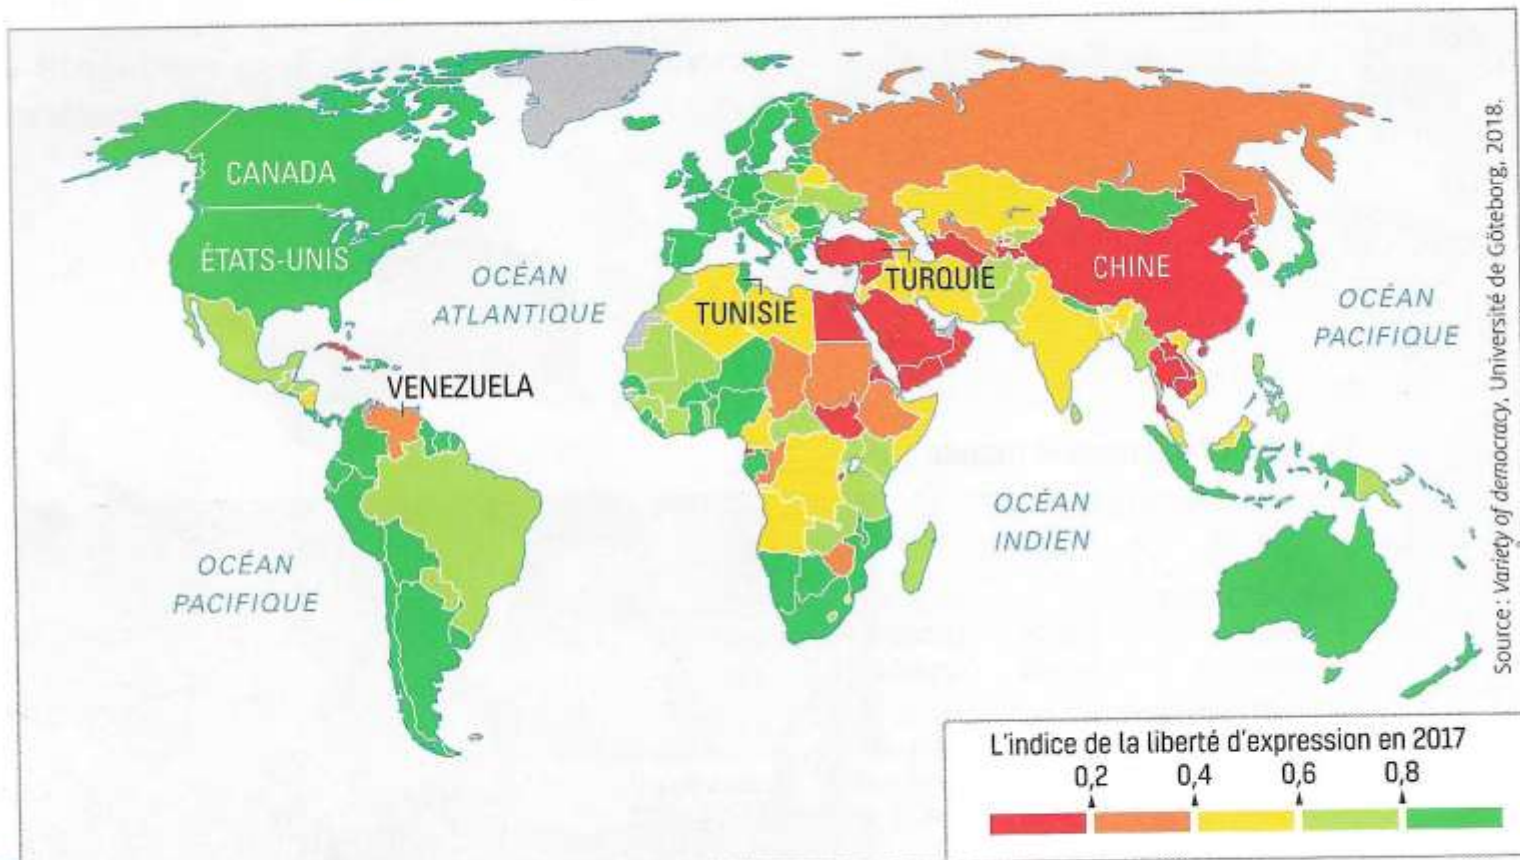 CANADA
ÉTATS-UNIS
OCÉAN
ATLANTIQUE
VENEZUELA
OCÉAN
PACIFIQUE
TUNISIE
TURQUIE
CHINE
OCÉAN
PACIFIQUE
OCÉAN
INDIEN
Source : Variety of democracy, Université de Göteborg, 2018.
L'indice de la liberté d'expression en 2017
0,2 0,4 0,6 0,8